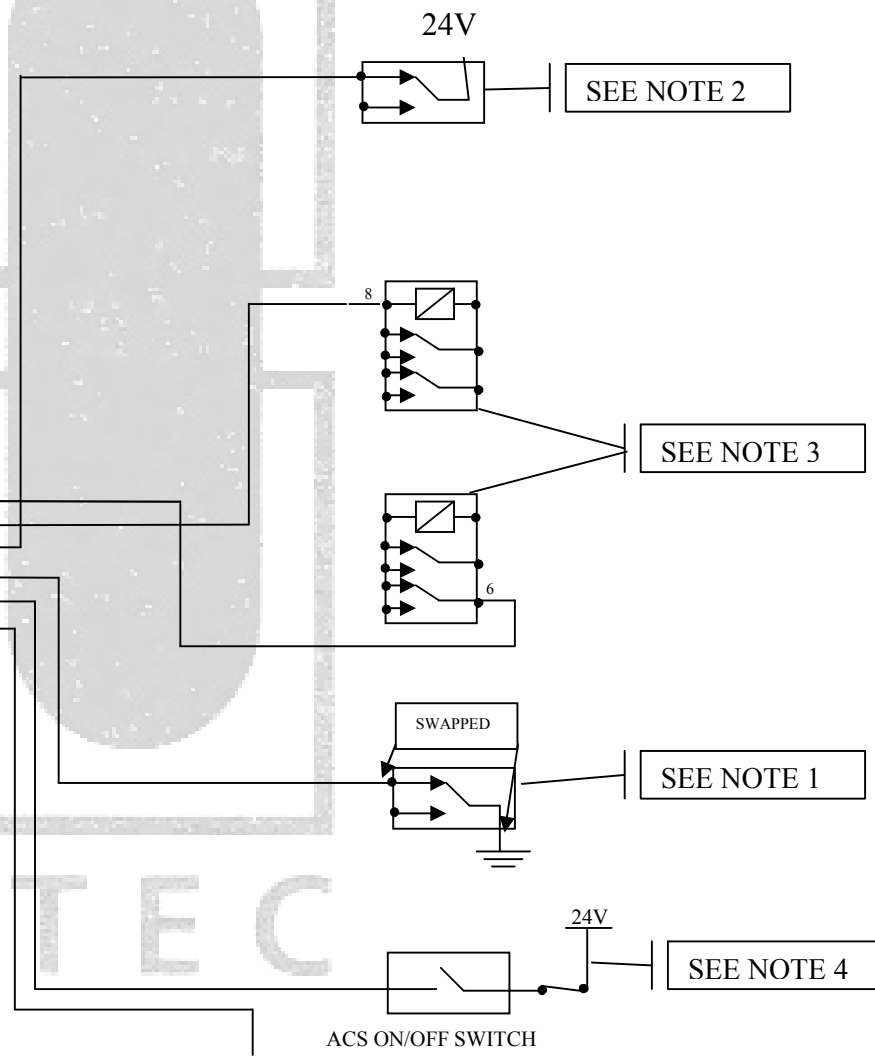 24V
SEE NOTE 2
8
SEE NOTE 3
6
SWAPPED
SEE NOTE 1
T E C
24V
SEE NOTE 4
ACS ON/OFF SWITCH